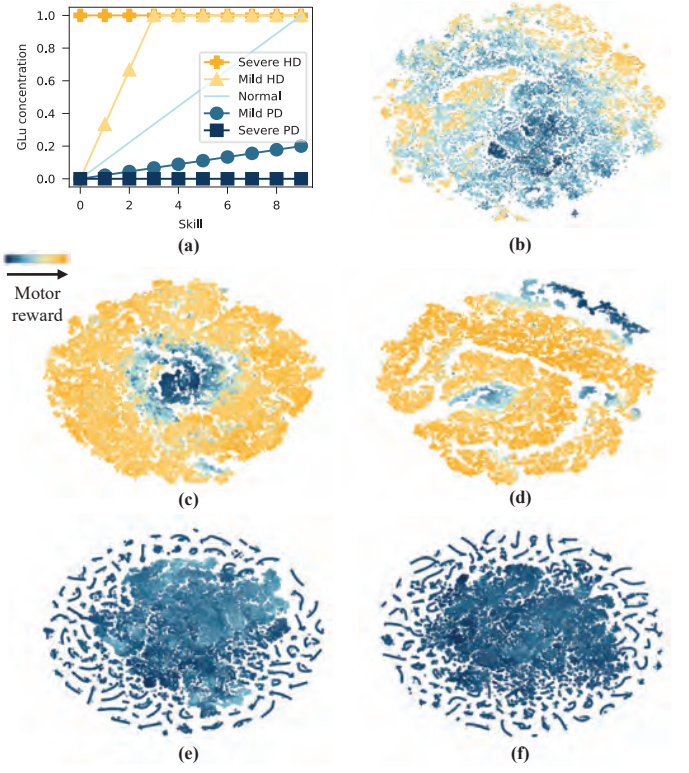 1.0
0.8
0.6
0.4
0.2
0.0
GLu concentration
Severe HD
Mild HD
Normal
Mild PD
Severe PD
0 2 4 6 8
Skill
(a)
(b)
Motor
reward
(c)
(d)
(e)
(f)